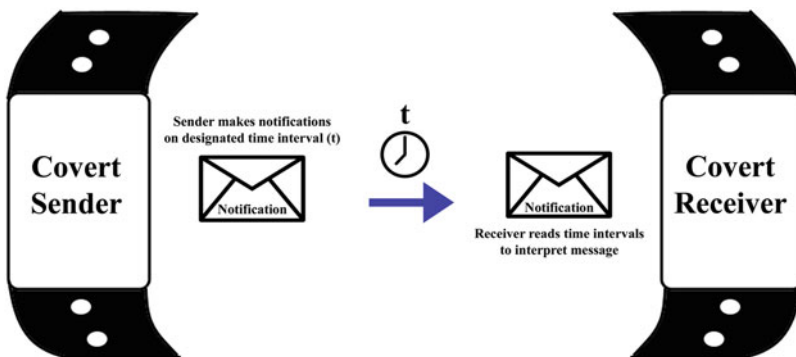 Covert
Sender
Sender makes notifications
on designated time interval (t)
Notification
t
Notification
Receiver reads time intervals
to interpret message
Covert
Receiver